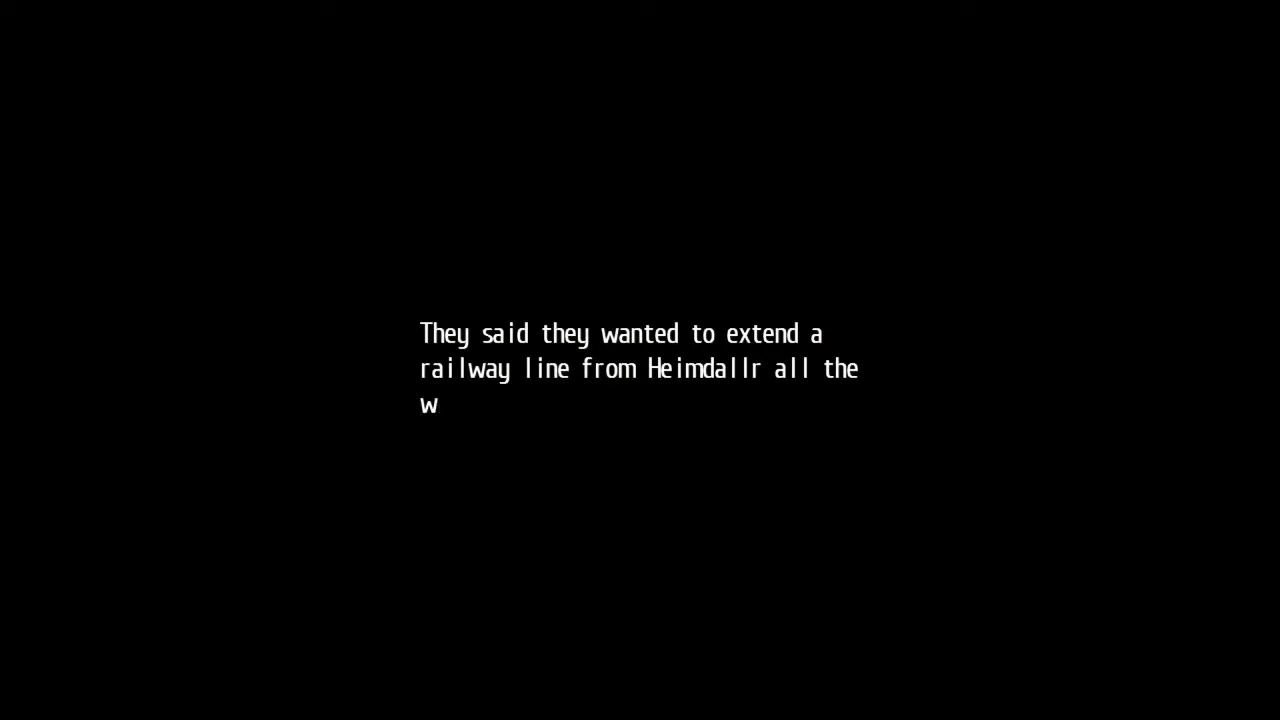 They said they wanted to extend a
railway line from Heimdallr all the
w